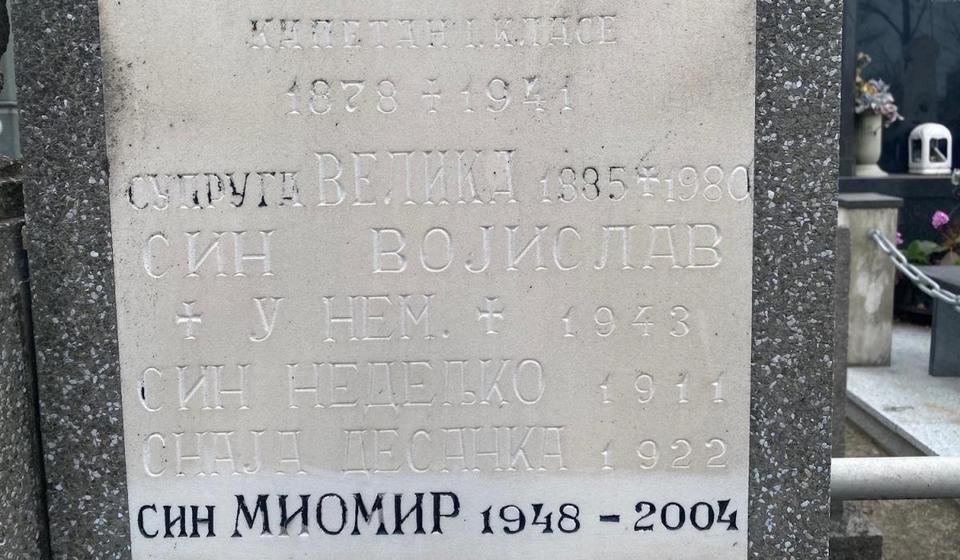 КАПЕТАН I. КЛАСЕ
1878 + 1941
СУПРУГА ВЕЛИКА 1885 + 1980
СИН ВОЈИСЛАВ
+ У НЕМ. + 1943
СИН НЕДЕЉКО 1911
СНАЈА ДЕСАНКА 1922
СИН МИОМИР 1948 - 2004